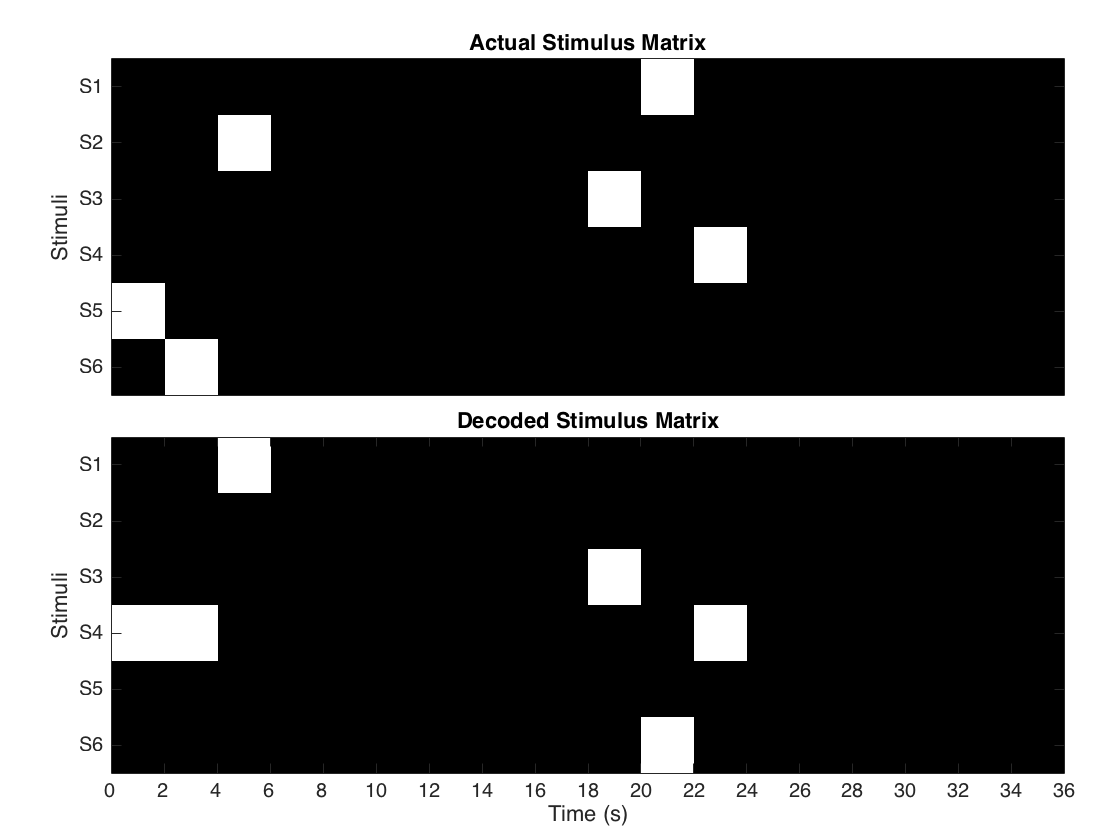 Actual Stimulus Matrix
S1
S2
S3
S4
S5
S6
Stimuli
Decoded Stimulus Matrix
S1
S2
S3
S4
S5
S6
Stimuli
0 2 4 6 8 10 12 14 16 18 20 22 24 26 28 30 32 34 36
Time (s)